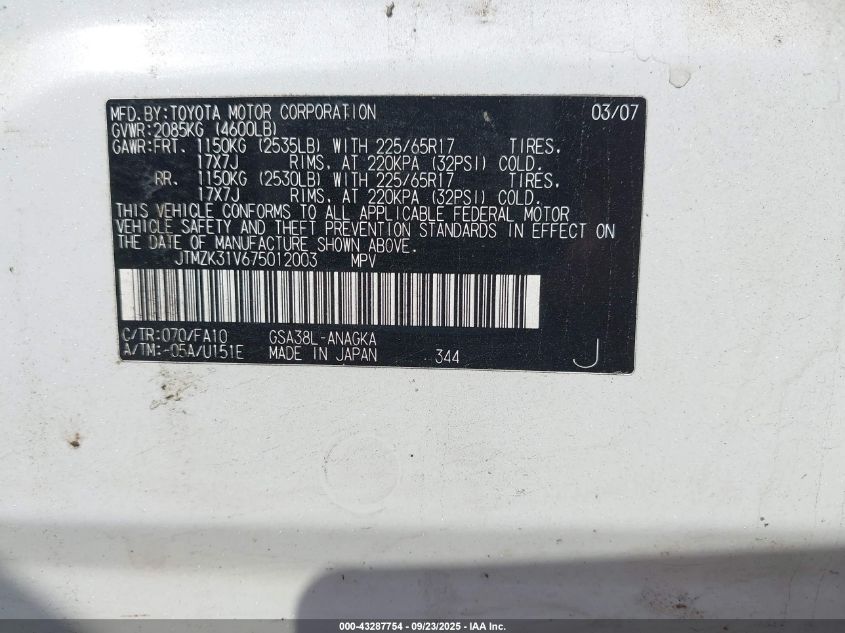 MFD.BY:TOYOTA MOTOR CORPORATION 03/07
GVWR:2085KG (4600LB)
GAWR:FRT. 1150KG (2535LB) WITH 225/65R17 TIRES.
17X7J RIMS, AT 220KPA (32PSI) COLD.
RR. 1150KG (2530LB) WITH 225/65R17 TIRES,
17X7J RIMS, AT 220KPA (32PSI) COLD.
THIS VEHICLE CONFORMS TO ALL APPLICABLE FEDERAL MOTOR
VEHICLE SAFETY AND THEFT PREVENTION STANDARDS IN EFFECT ON
THE DATE OF MANUFACTURE SHOWN ABOVE.
JTMZK31V675012003 MPV
C/TR:070/FA10 GSA38L-ANAGKA
A/TM:-05A/U151E MADE IN JAPAN 344 J
000-43287754 - 09/23/2025 - IAA Inc.